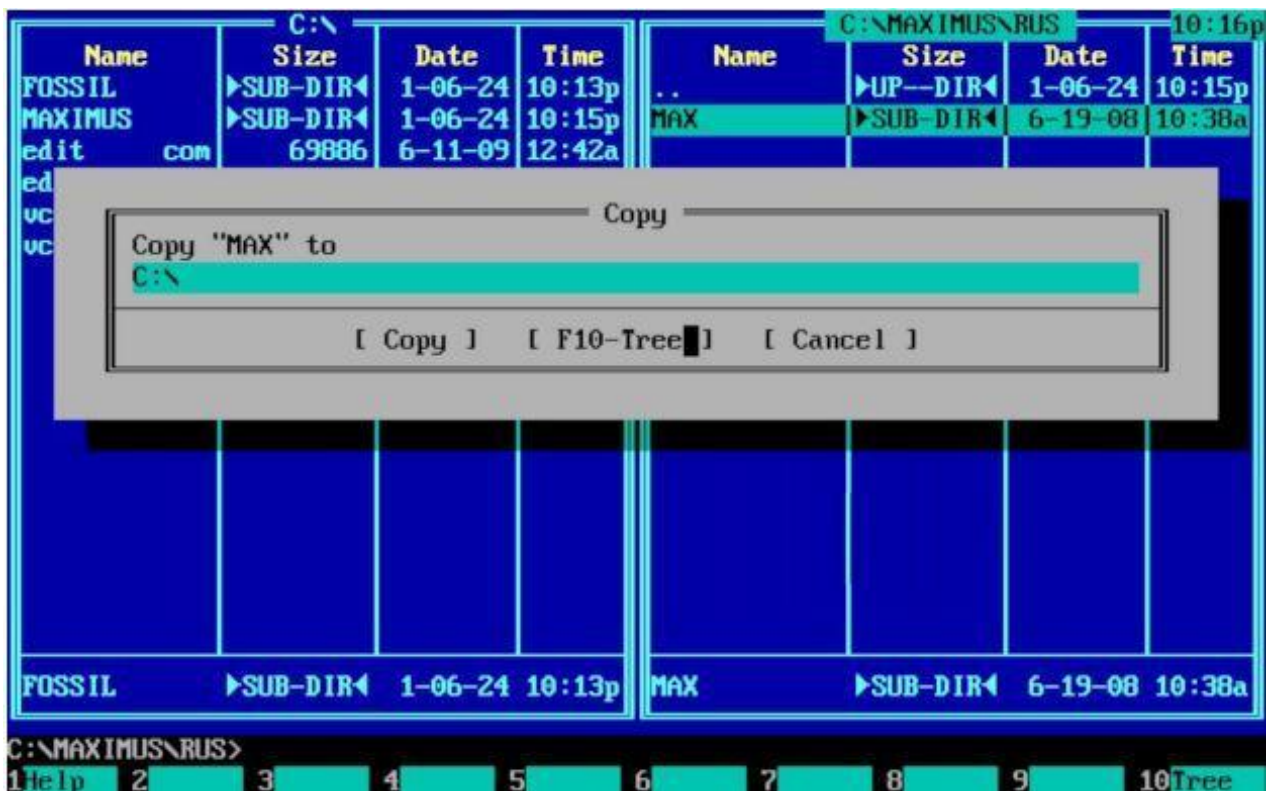 C:\ C:\MAXIMUS\RUS 10:16p
Name Size Date Time Name Size Date Time
FOSSIL ►SUB-DIR◄ 1-06-24 10:13p .. ►UP--DIR◄ 1-06-24 10:15p
MAXIMUS ►SUB-DIR◄ 1-06-24 10:15p MAX ►SUB-DIR◄ 6-19-08 10:38a
edit com 69886 6-11-09 12:42a
ed
vc Copy
vc Copy "MAX" to
C:\
[ Copy ] [ F10-Tree ] [ Cancel ]
FOSSIL ►SUB-DIR◄ 1-06-24 10:13p MAX ►SUB-DIR◄ 6-19-08 10:38a
C:\MAXIMUS\RUS>
1Help 2 3 4 5 6 7 8 9 10Tree